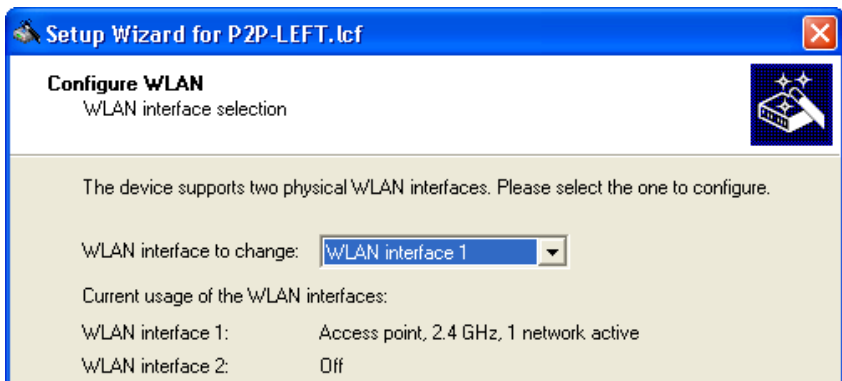 Setup Wizard for P2P-LEFT.lcf
Configure WLAN
WLAN interface selection
The device supports two physical WLAN interfaces. Please select the one to configure.
WLAN interface to change: WLAN interface 1
Current usage of the WLAN interfaces:
WLAN interface 1: Access point, 2.4 GHz, 1 network active
WLAN interface 2: Off